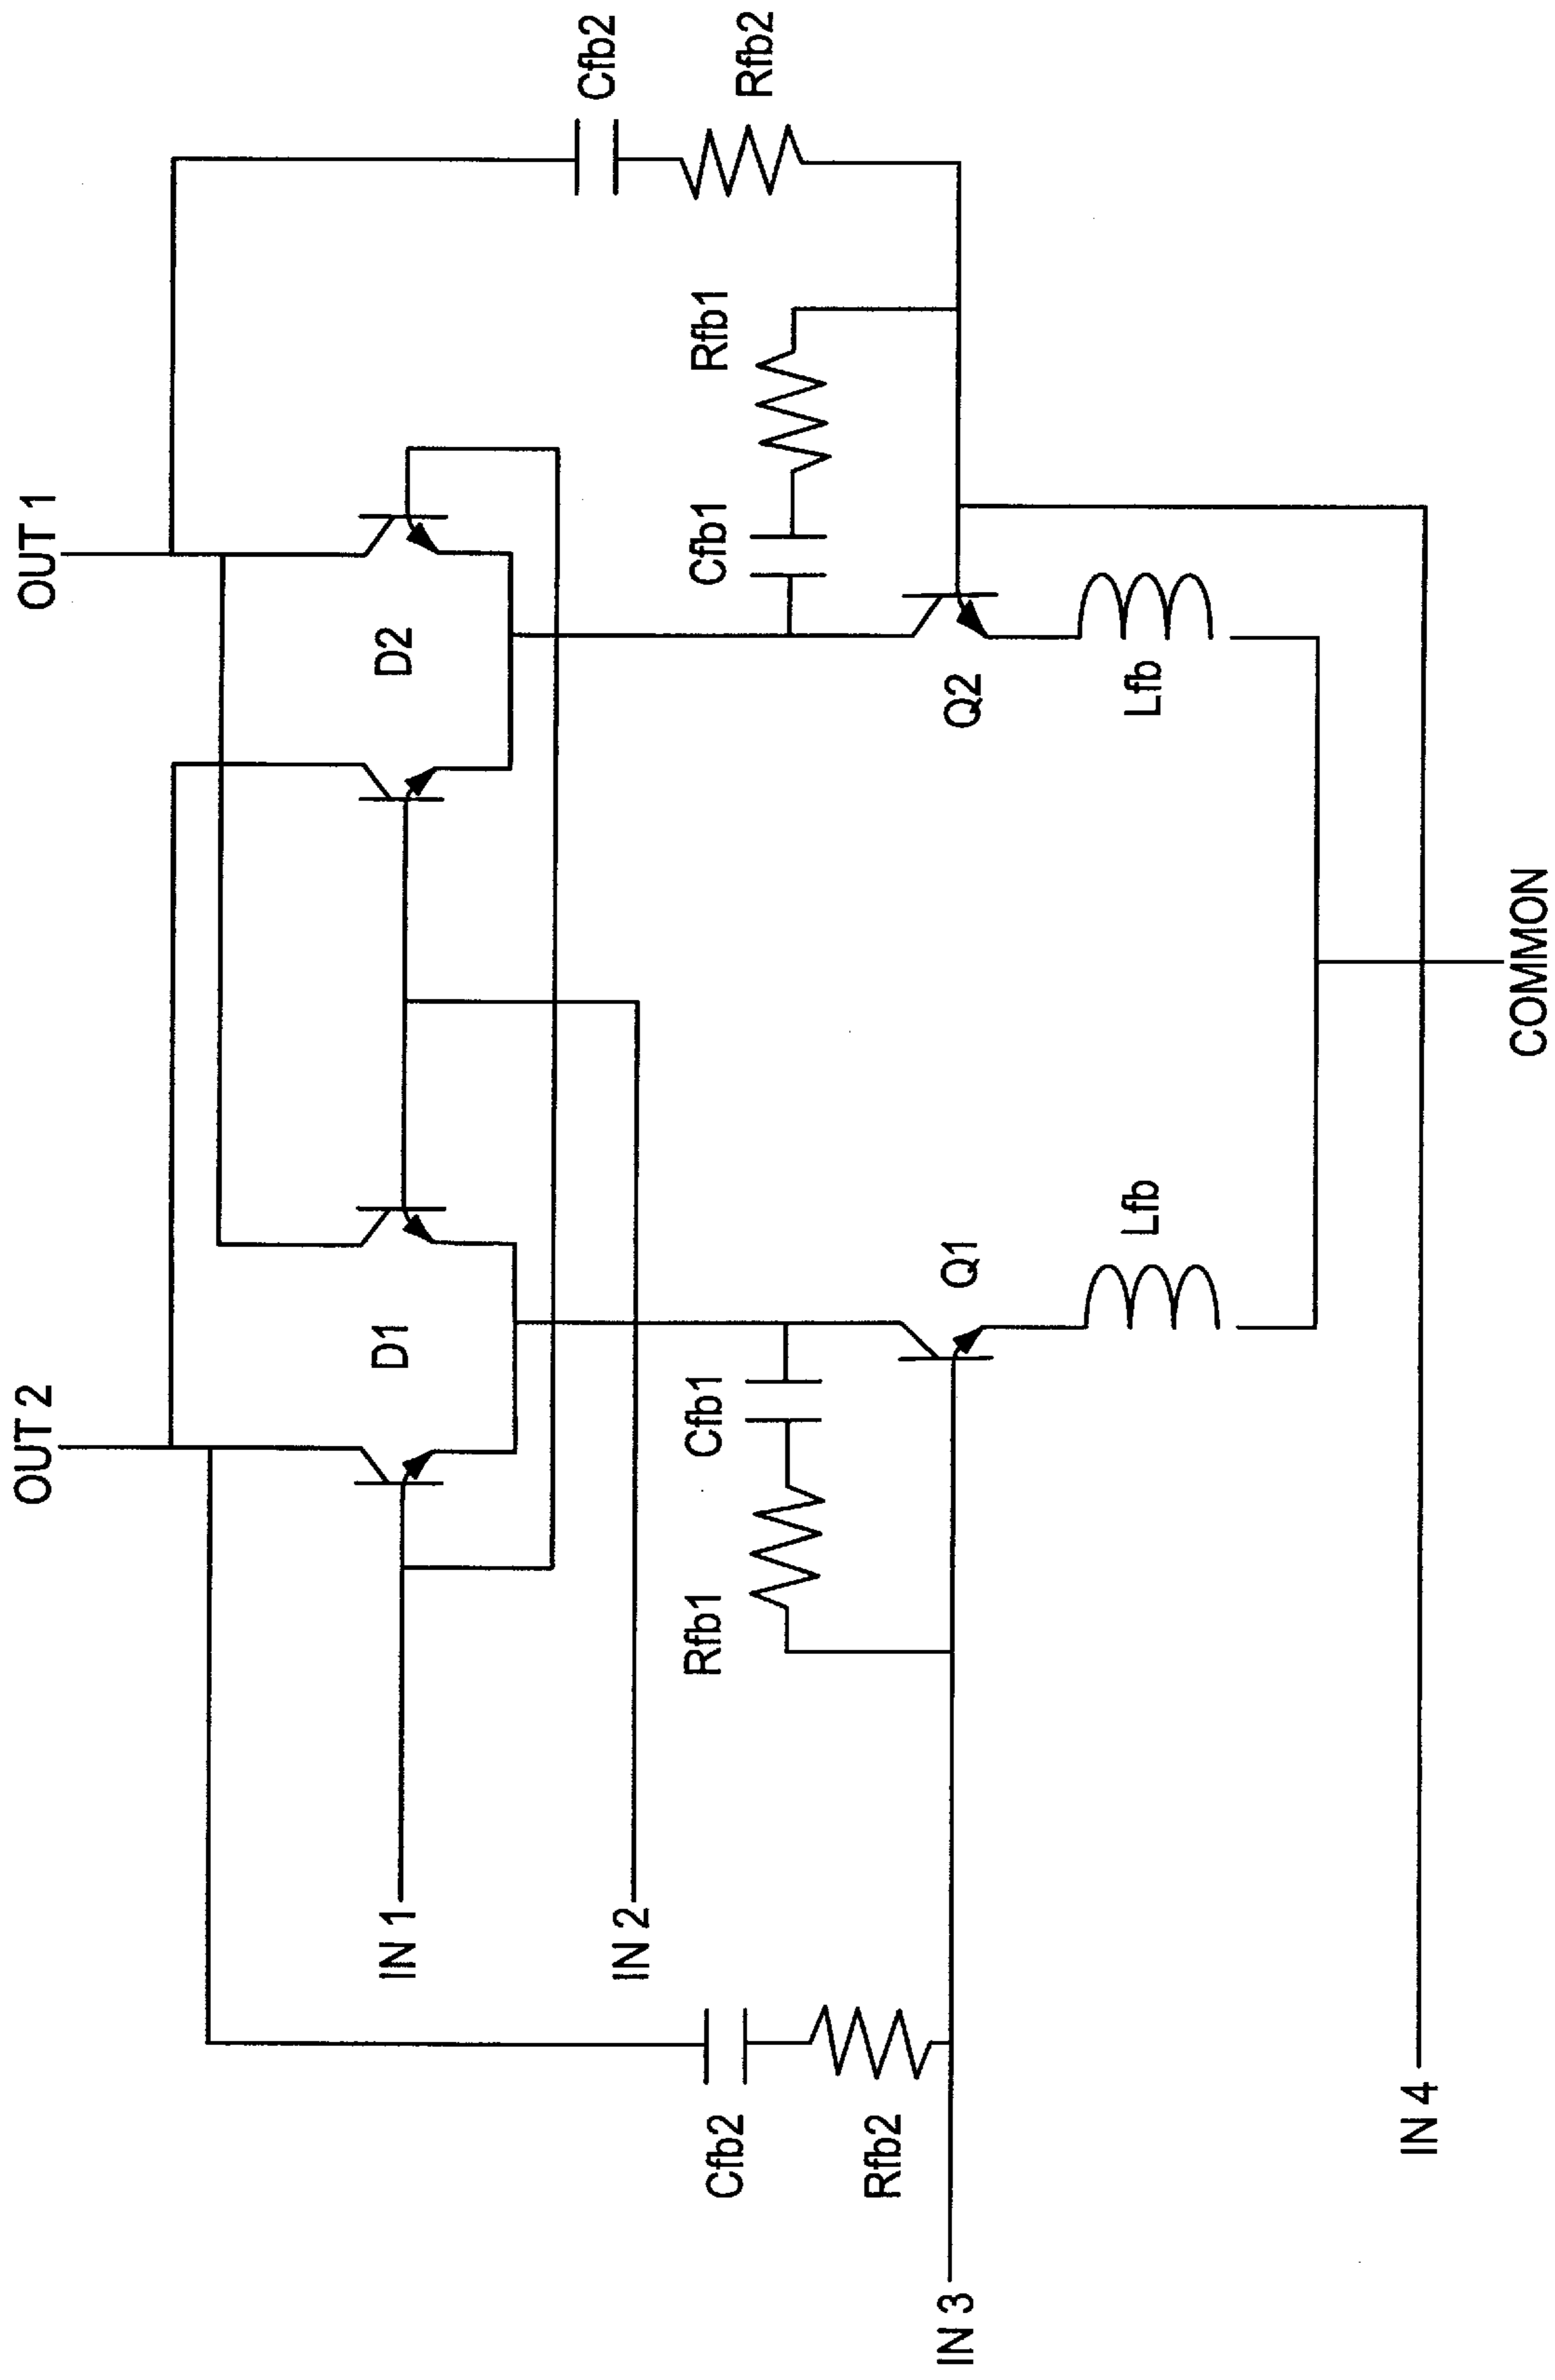 OUT 2
OUT 1
D1
D2
IN 1
IN 2
Cfb2
Rfb2
Rfb1
Cfb1
Cfb1
Rfb1
Cfb2
Rfb2
Q1
Q2
Lfb
Lfb
IN 3
IN 4
COMMON